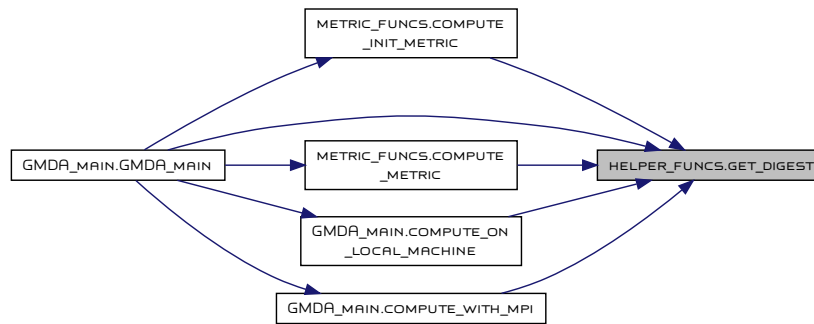 METRIC_FUNCS.COMPUTE
_INIT_METRIC
GMDA_MAIN.GMDA_MAIN
METRIC_FUNCS.COMPUTE
_METRIC
HELPER_FUNCS.GET_DIGEST
GMDA_MAIN.COMPUTE_ON
_LOCAL_MACHINE
GMDA_MAIN.COMPUTE_WITH_MPI